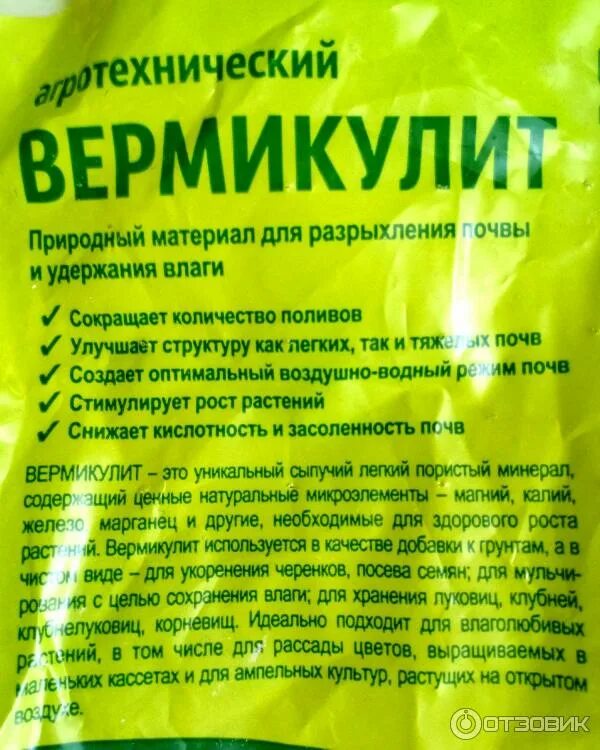 агротехнический
ВЕРМИКУЛИТ
Природный материал для разрыхления почвы
и удержания влаги
✓ Сокращает количество поливов
✓ Улучшает структуру как легких, так и тяжелых почв
✓ Создает оптимальный воздушно-водный режим почв
✓ Стимулирует рост растений
✓ Снижает кислотность и засоленность почв
ВЕРМИКУЛИТ – это уникальный сыпучий легкий пористый минерал,
содержащий ценные натуральные микроэлементы – магний, калий,
железо марганец и другие, необходимые для здорового роста
растений. Вермикулит используется в качестве добавки к грунтам, а в
чистом виде – для укоренения черенков, посева семян; для мульчи-
рования с целью сохранения влаги; для хранения луковиц, клубней,
клубнелуковиц, корневищ. Идеально подходит для влаголюбивых
растений, в том числе для рассады цветов, выращиваемых в
маленьких кассетах и для ампельных культур, растущих на открытом
воздухе.
ОТЗОВИК